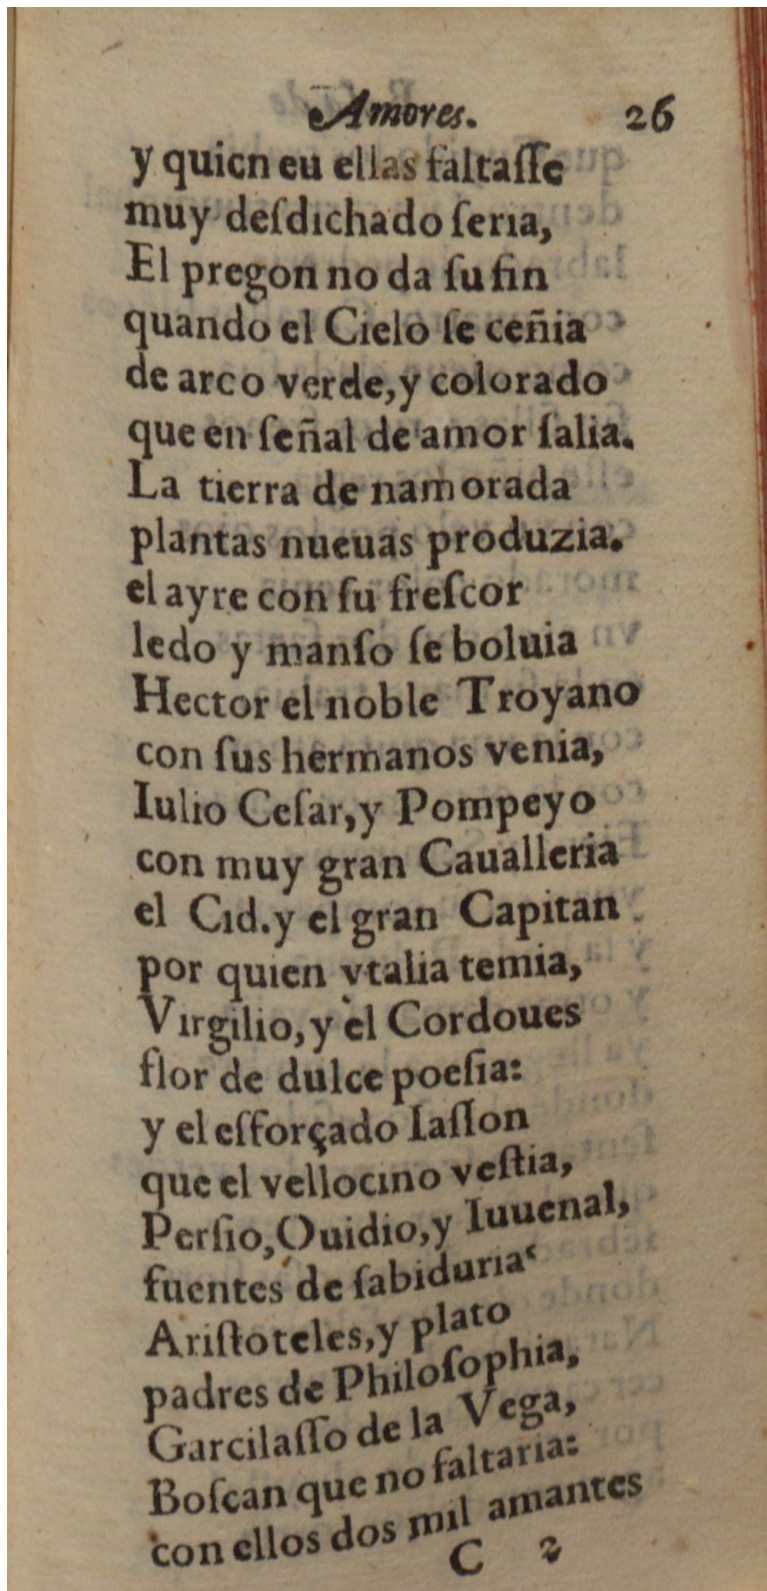 Amores. 26
y quien eu ellas faltaſſe
muy deſdichado ſeria,
El pregon no da ſu fin
quando el Cielo ſe ceñia
de arco verde,y colorado
que en ſeñal de amor ſalia.
La tierra de namorada
plantas nueuas produzia.
el ayre con ſu freſcor
ledo y manſo ſe boluia
Hector el noble Troyano
con ſus hermanos venia,
Iulio Ceſar,y Pompeyo
con muy gran Caualleria
el Cid.y el gran Capitan
por quien ytalia temia,
Virgilio,y el Cordoues
flor de dulce poeſia:
y el eſforçado Iaſſon
que el vellocino veſtia,
Perſio,Ouidio,y Iuuenal,
fuentes de ſabiduria
Ariſtoteles,y plato
padres de Philoſophia,
Garcilaſſo de la Vega,
Boſcan que no faltaria:
con ellos dos mil amantes
C 2